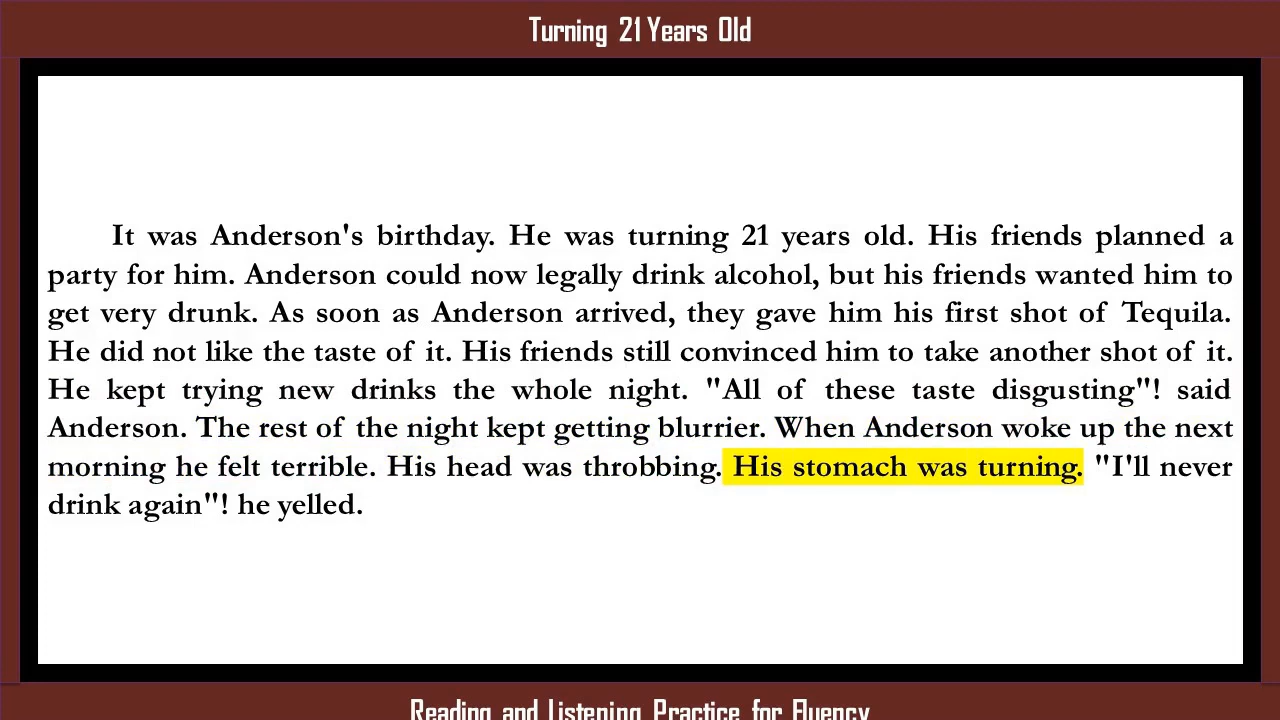 Turning 21 Years Old
It was Anderson's birthday. He was turning 21 years old. His friends planned a
party for him. Anderson could now legally drink alcohol, but his friends wanted him to
get very drunk. As soon as Anderson arrived, they gave him his first shot of Tequila.
He did not like the taste of it. His friends still convinced him to take another shot of it.
He kept trying new drinks the whole night. "All of these taste disgusting"! said
Anderson. The rest of the night kept getting blurrier. When Anderson woke up the next
morning he felt terrible. His head was throbbing. His stomach was turning. "I'll never
drink again"! he yelled.
Reading and Listening Practice for Fluency